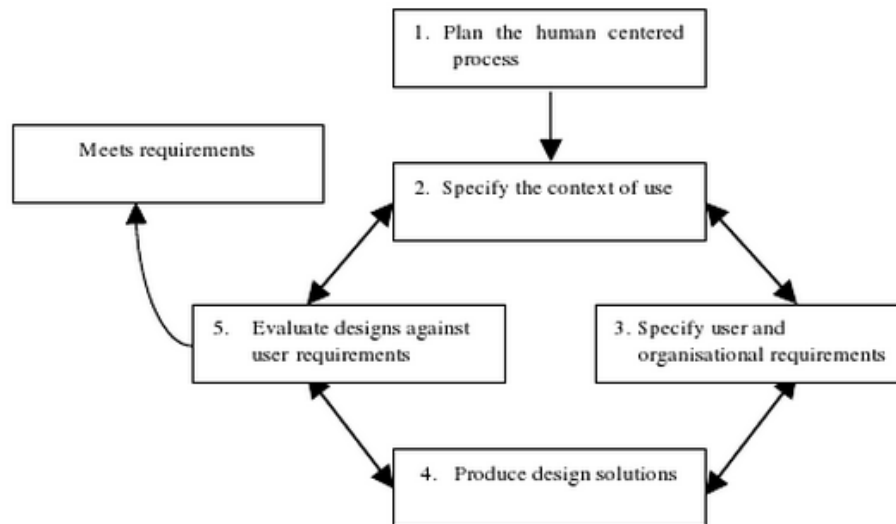 1. Plan the human centered
process
Meets requirements
2. Specify the context of use
5. Evaluate designs against
user requirements
3. Specify user and
organisational requirements
4. Produce design solutions